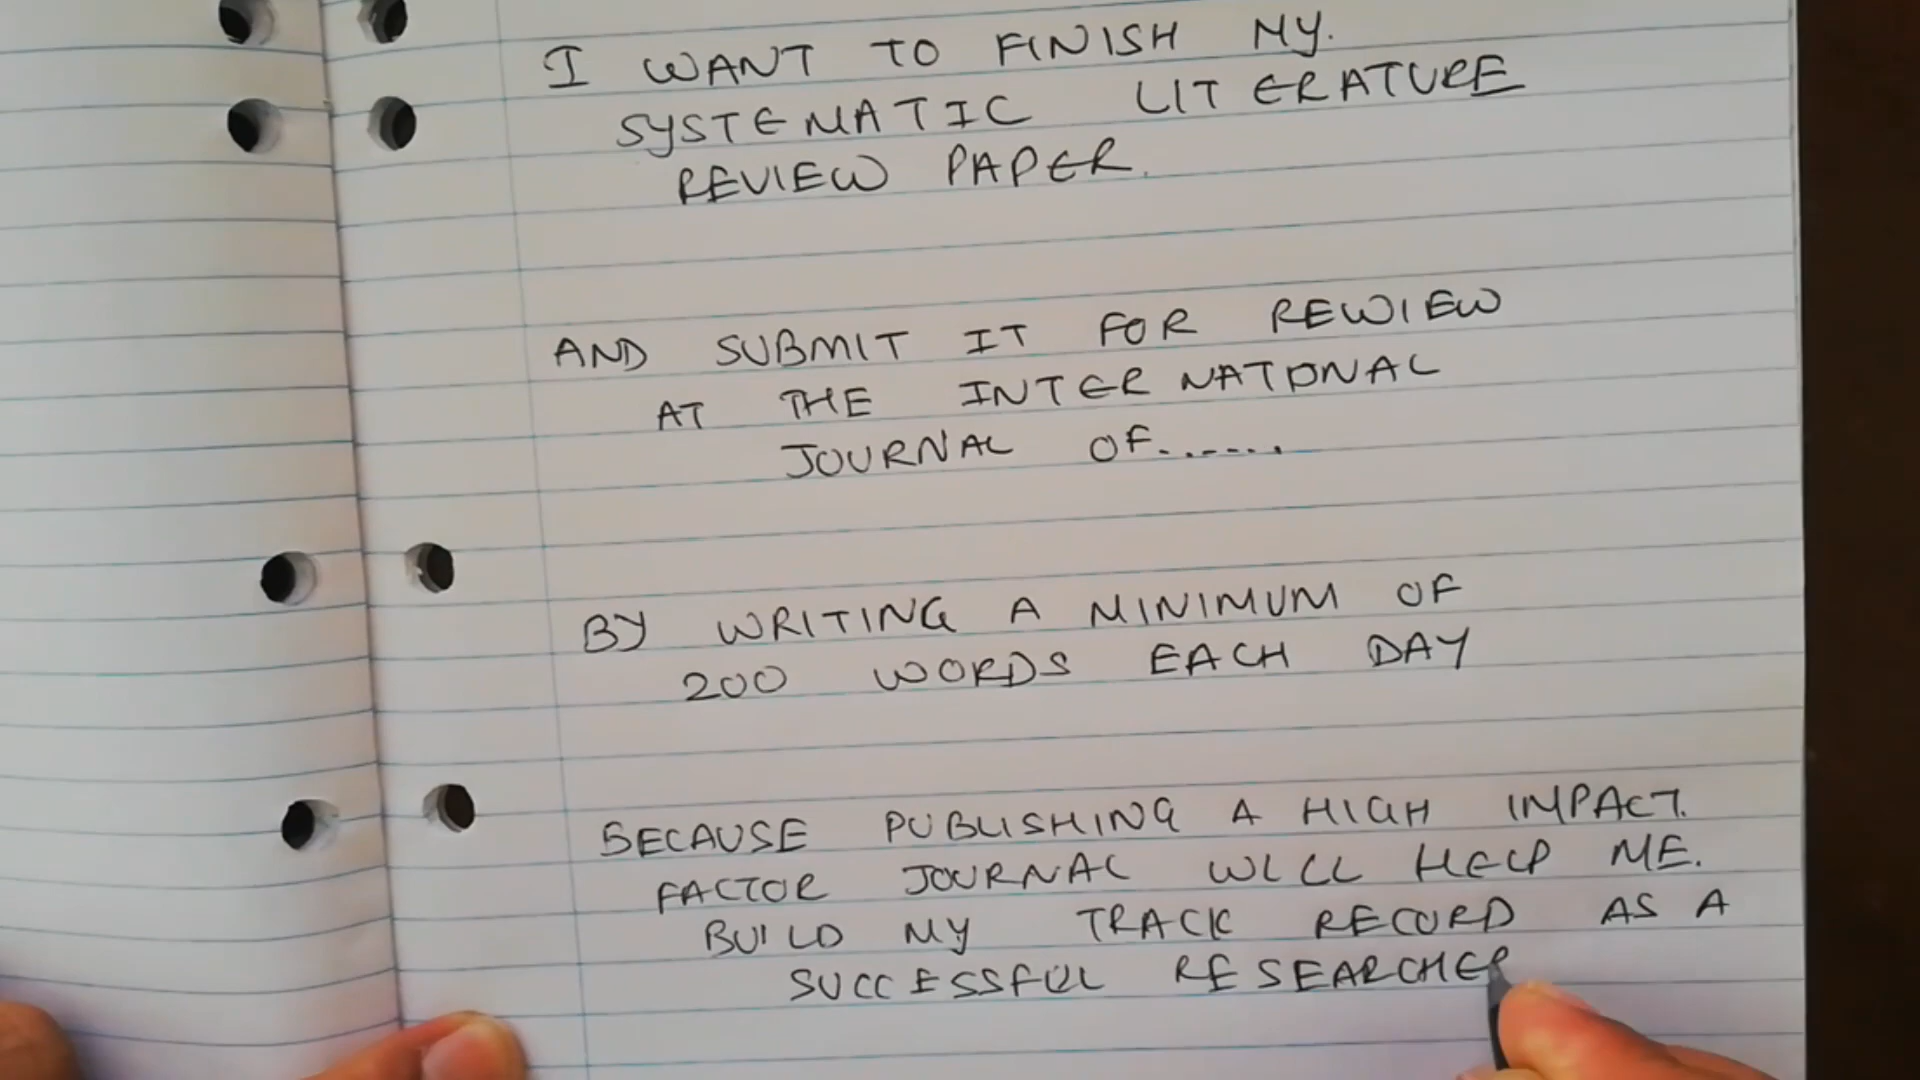 I WANT TO FINISH MY.
SYSTEMATIC LITERATURE
REVIEW PAPER.
AND SUBMIT IT FOR REWIEW
AT THE INTERNATIONAL
JOURNAL OF.......
BY WRITING A MINIMUM OF
200 WORDS EACH DAY
BECAUSE PUBLISHING A HIGH IMPACT.
FACTOR JOURNAL WILL HELP ME.
BUILD MY TRACK RECORD AS A
SUCCESSFUL RESEARCHER